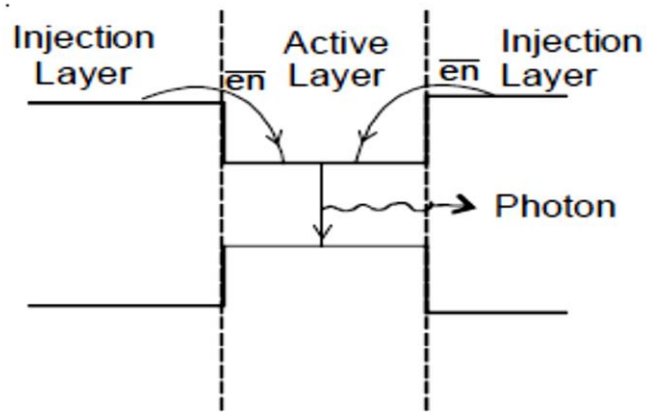 Injection
Layer
Active
Layer
Injection
Layer
en
en
Photon